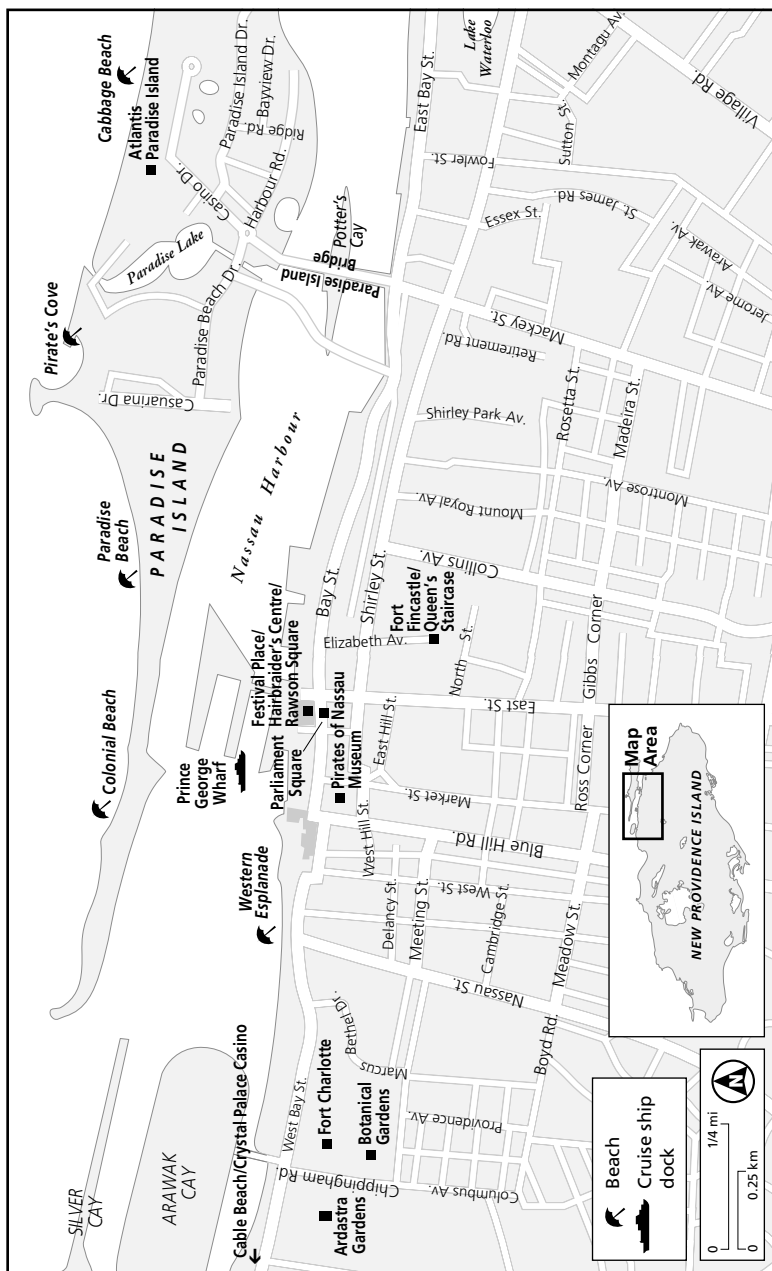 Cabbage Beach
Atlantis
Paradise Island
Paradise Island Dr.
Bayview Dr.
Ridge Rd.
Casino Dr.
Harbour Rd.
Paradise Lake
Pirate's Cove
Paradise Beach Dr.
Casuarina Dr.
PARADISE
ISLAND
Paradise
Beach
Colonial Beach
Nassau Harbour
Paradise Island
Bridge
Potter's
Cay
Lake
Waterloo
East Bay St.
Montagu Av.
Village Rd.
Sutton St.
Fowler St.
St. James Rd.
Essex St.
Arawak Av.
Jerome Av.
Mackey St.
Retirement Rd.
Rosetta St.
Madeira St.
Shirley Park Av.
Montrose Av.
Mount Royal Av.
Collins Av.
Bay St.
Shirley St.
Fort
Fincastle/
Queen's
Staircase
Elizabeth Av.
North St.
Festival Place/
Hairbraider's Centre/
Rawson Square
Prince
George
Wharf
Parliament
Square
Pirates of Nassau
Museum
East Hill St.
East St.
Gibbs Corner
Ross Corner
Market St.
West Hill St.
Blue Hill Rd.
Western
Esplanade
West St.
Delancy St.
Meeting St.
Cambridge St.
Meadow St.
Nassau St.
Boyd Rd.
SILVER
CAY
ARAWAK
CAY
Cable Beach/Crystal Palace Casino
West Bay St.
Bethel Dr.
Marcus
Fort Charlotte
Botanical
Gardens
Providence Av.
Chippingham Rd.
Columbus Av.
Ardastra
Gardens
Map
Area
NEW PROVIDENCE ISLAND
Beach
Cruise ship
dock
0 1/4 mi
0 0.25 km
N